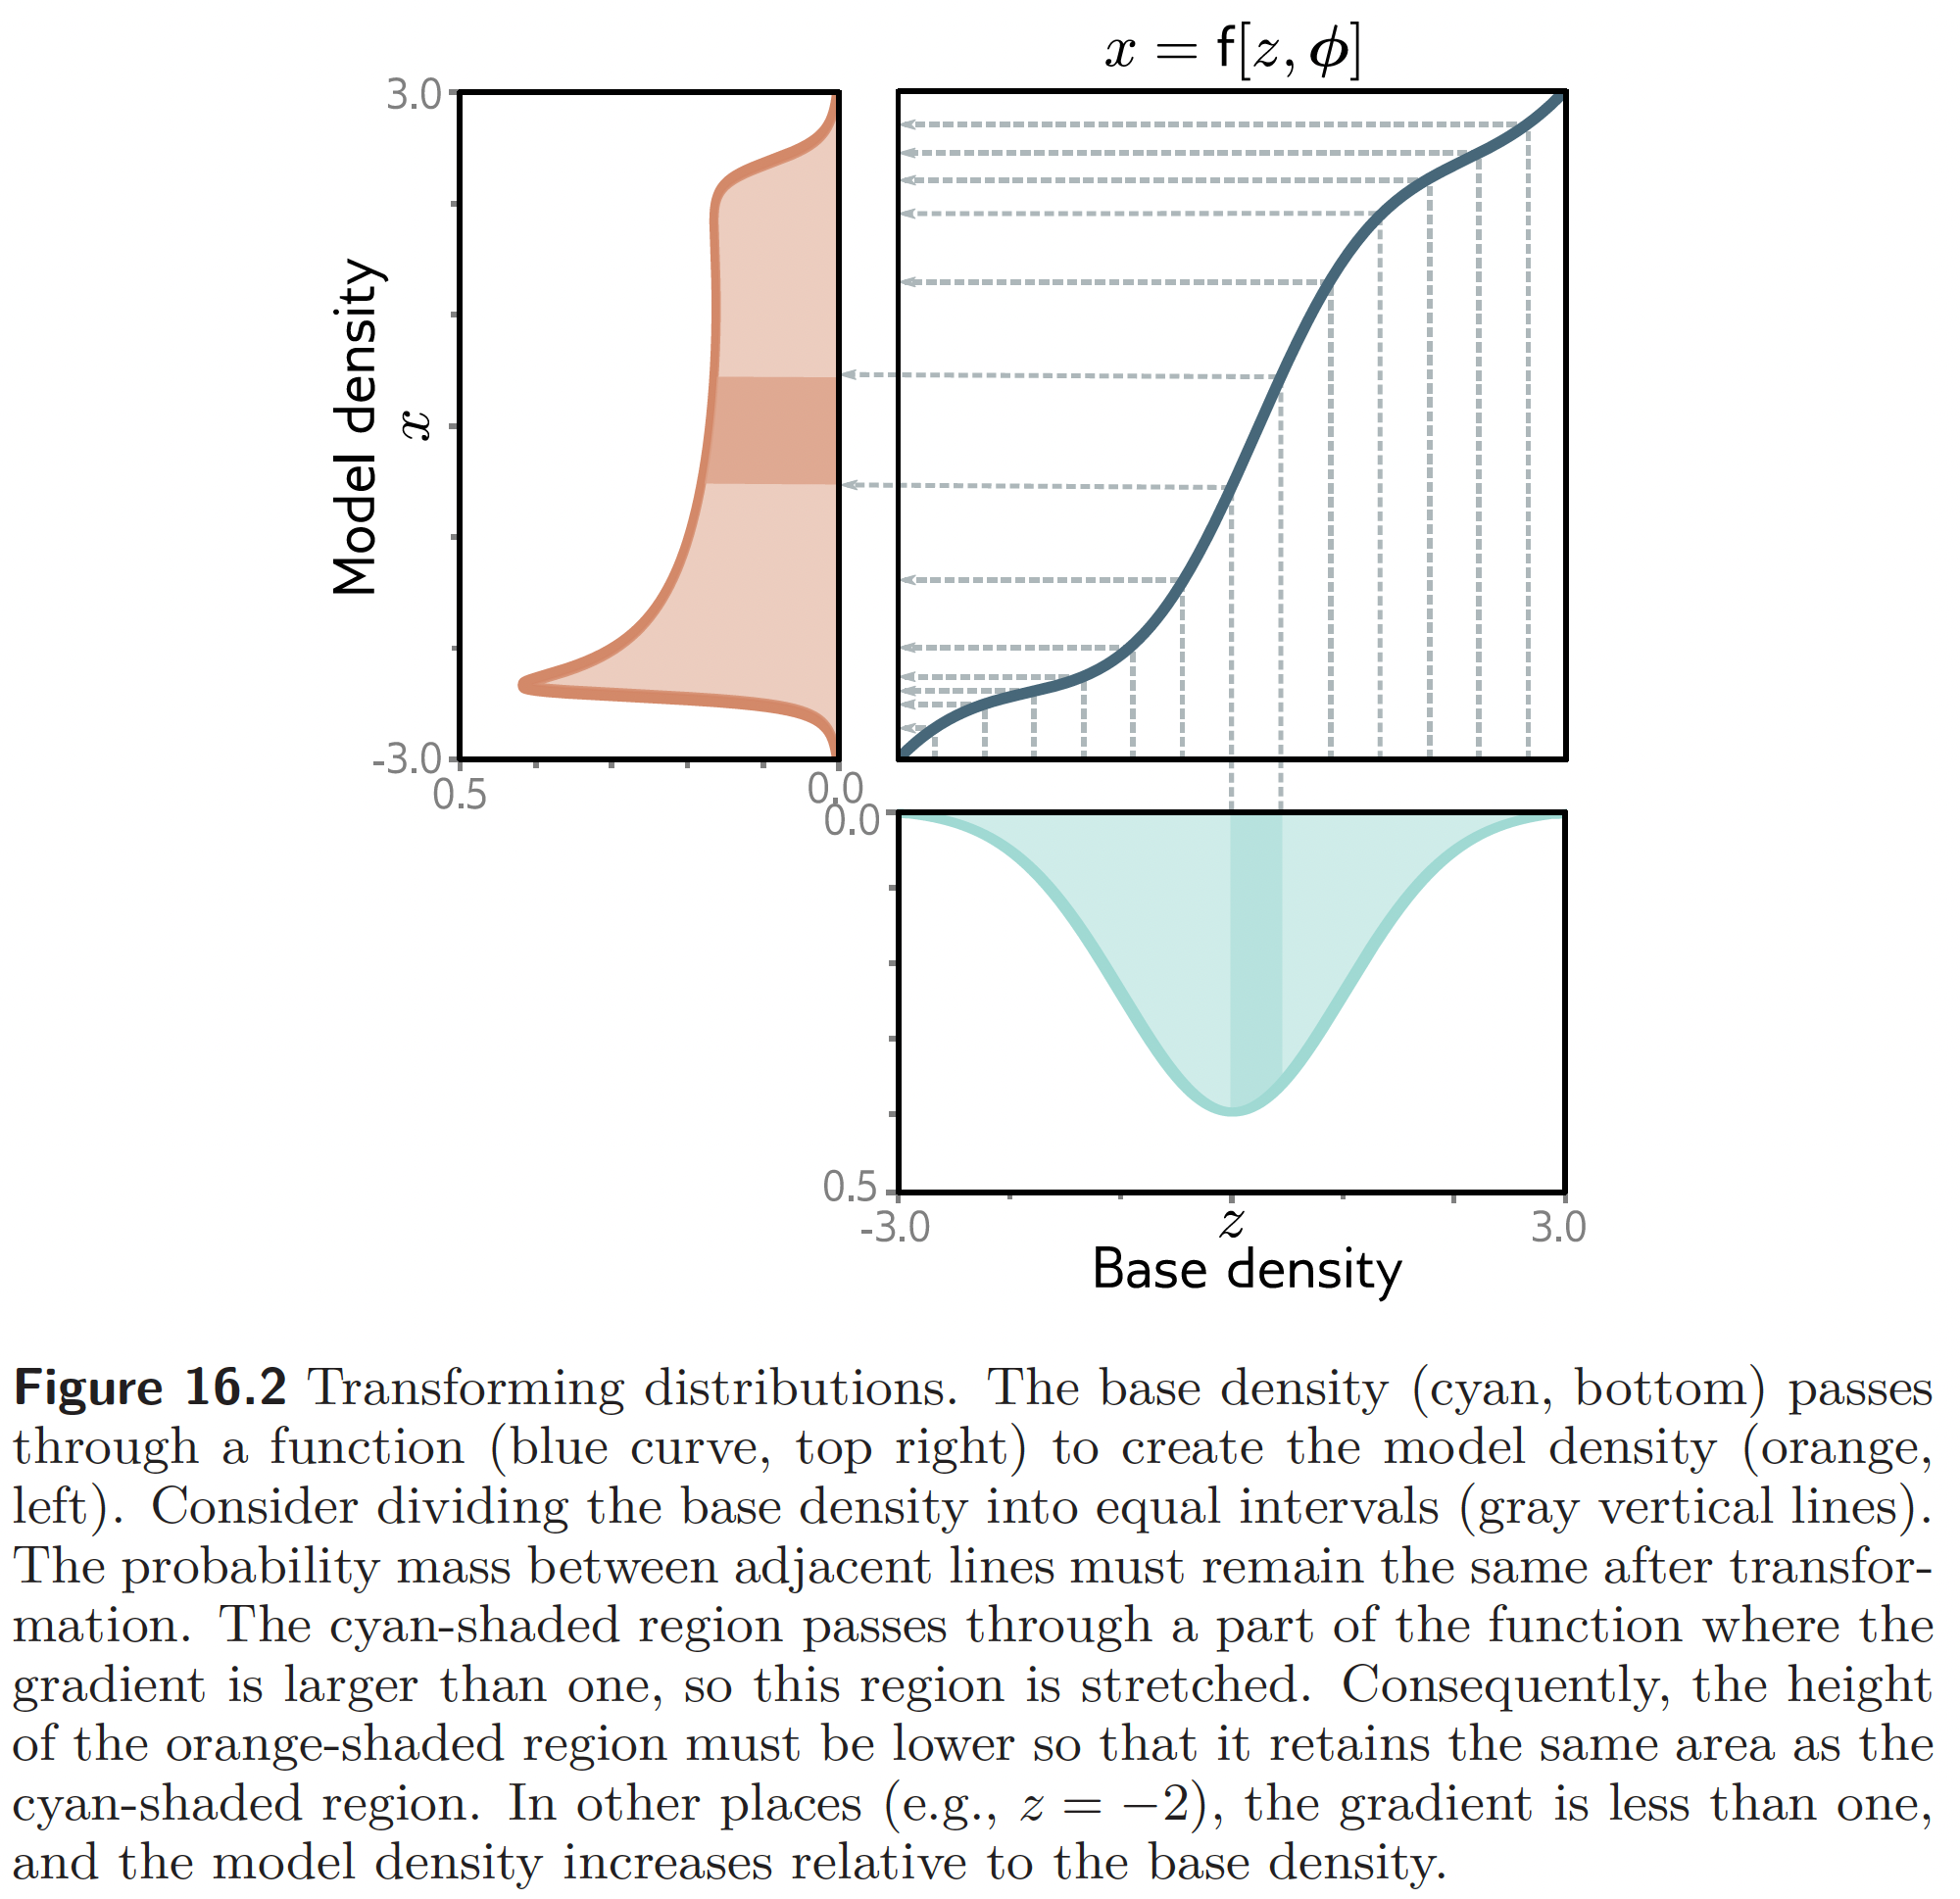 x = f[z, ϕ]
3.0
Model density
x
-3.0
0.5
0.0
0.0
0.5
-3.0
z
3.0
Base density
Figure 16.2 Transforming distributions. The base density (cyan, bottom) passes
through a function (blue curve, top right) to create the model density (orange,
left). Consider dividing the base density into equal intervals (gray vertical lines).
The probability mass between adjacent lines must remain the same after transfor-
mation. The cyan-shaded region passes through a part of the function where the
gradient is larger than one, so this region is stretched. Consequently, the height
of the orange-shaded region must be lower so that it retains the same area as the
cyan-shaded region. In other places (e.g., z = −2), the gradient is less than one,
and the model density increases relative to the base density.